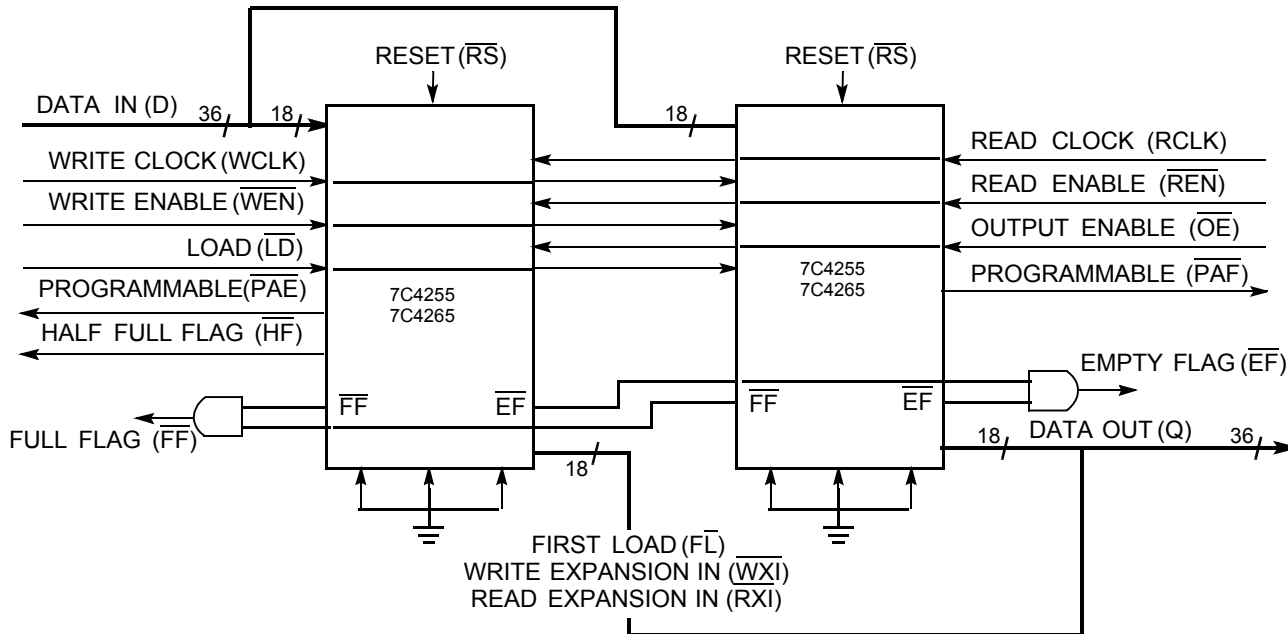 RESET (RS)
RESET (RS)
DATA IN (D)
36
18
18
WRITE CLOCK (WCLK)
READ CLOCK (RCLK)
WRITE ENABLE (WEN)
READ ENABLE (REN)
LOAD (LD)
OUTPUT ENABLE (OE)
PROGRAMMABLE(PAE)
7C4255
7C4265
7C4255
7C4265
PROGRAMMABLE (PAF)
HALF FULL FLAG (HF)
EMPTY FLAG (EF)
FF
EF
FF
EF
FULL FLAG (FF)
18
DATA OUT (Q)
36
18
FIRST LOAD (FL)
WRITE EXPANSION IN (WXI)
READ EXPANSION IN (RXI)